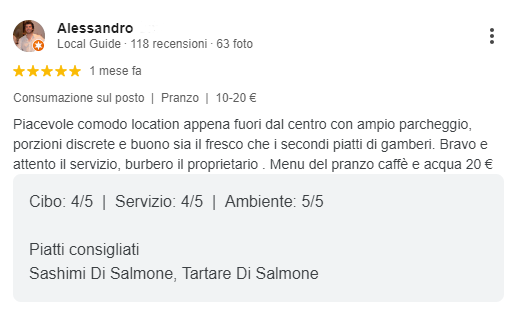 Alessandro
Local Guide · 118 recensioni · 63 foto
1 mese fa
Consumazione sul posto | Pranzo | 10-20 €
Piacevole comodo location appena fuori dal centro con ampio parcheggio,
porzioni discrete e buono sia il fresco che i secondi piatti di gamberi. Bravo e
attento il servizio, burbero il proprietario . Menu del pranzo caffè e acqua 20 €
Cibo: 4/5 | Servizio: 4/5 | Ambiente: 5/5
Piatti consigliati
Sashimi Di Salmone, Tartare Di Salmone